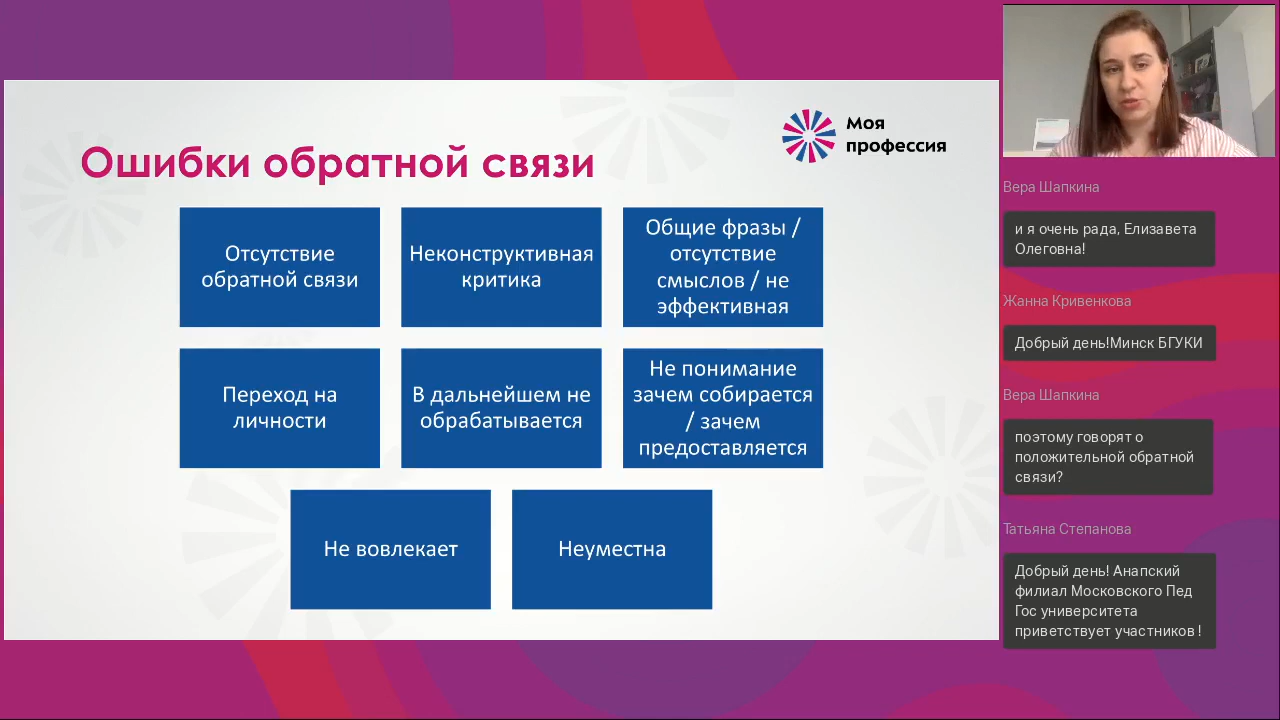 Моя
профессия
Ошибки обратной связи
Отсутствие
обратной связи
Неконструктивная
критика
Общие фразы /
отсутствие
смыслов / не
эффективная
Переход на
личности
В дальнейшем не
обрабатывается
Не понимание
зачем собирается
/ зачем
предоставляется
Не вовлекает
Неуместна
Вера Шапкина
и я очень рада, Елизавета
Олеговна!
Жанна Кривенкова
Добрый день!Минск БГУКИ
Вера Шапкина
поэтому говорят о
положительной обратной
связи?
Татьяна Степанова
Добрый день! Анапский
филиал Московского Пед
Гос университета
приветствует участников !